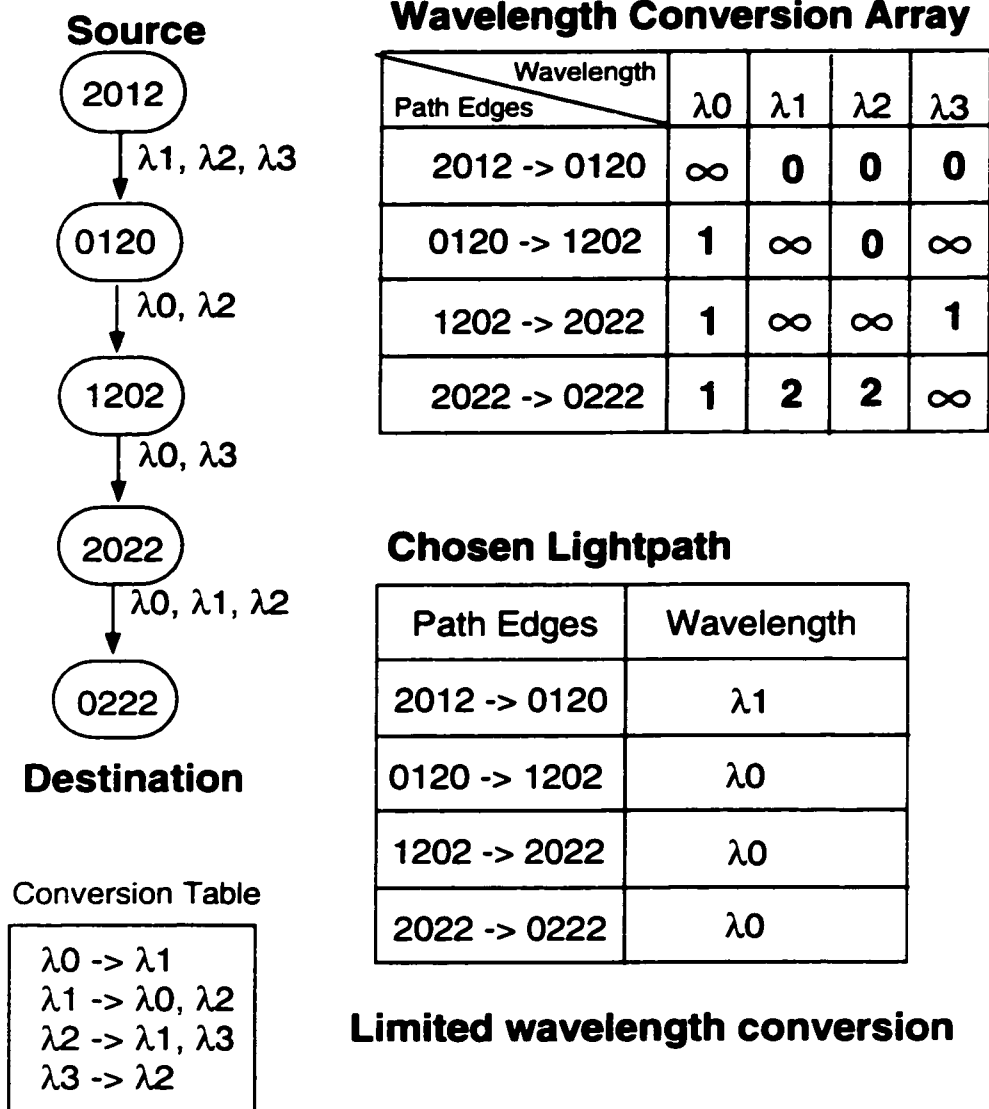 Source
2012
λ1, λ2, λ3
0120
λ0, λ2
1202
λ0, λ3
2022
λ0, λ1, λ2
0222
Destination
Conversion Table
λ0 -> λ1
λ1 -> λ0, λ2
λ2 -> λ1, λ3
λ3 -> λ2
Wavelength Conversion Array
Wavelength
Path Edges λ0 λ1 λ2 λ3
2012 -> 0120 ∞ 0 0 0
0120 -> 1202 1 ∞ 0 ∞
1202 -> 2022 1 ∞ ∞ 1
2022 -> 0222 1 2 2 ∞
Chosen Lightpath
Path Edges Wavelength
2012 -> 0120 λ1
0120 -> 1202 λ0
1202 -> 2022 λ0
2022 -> 0222 λ0
Limited wavelength conversion